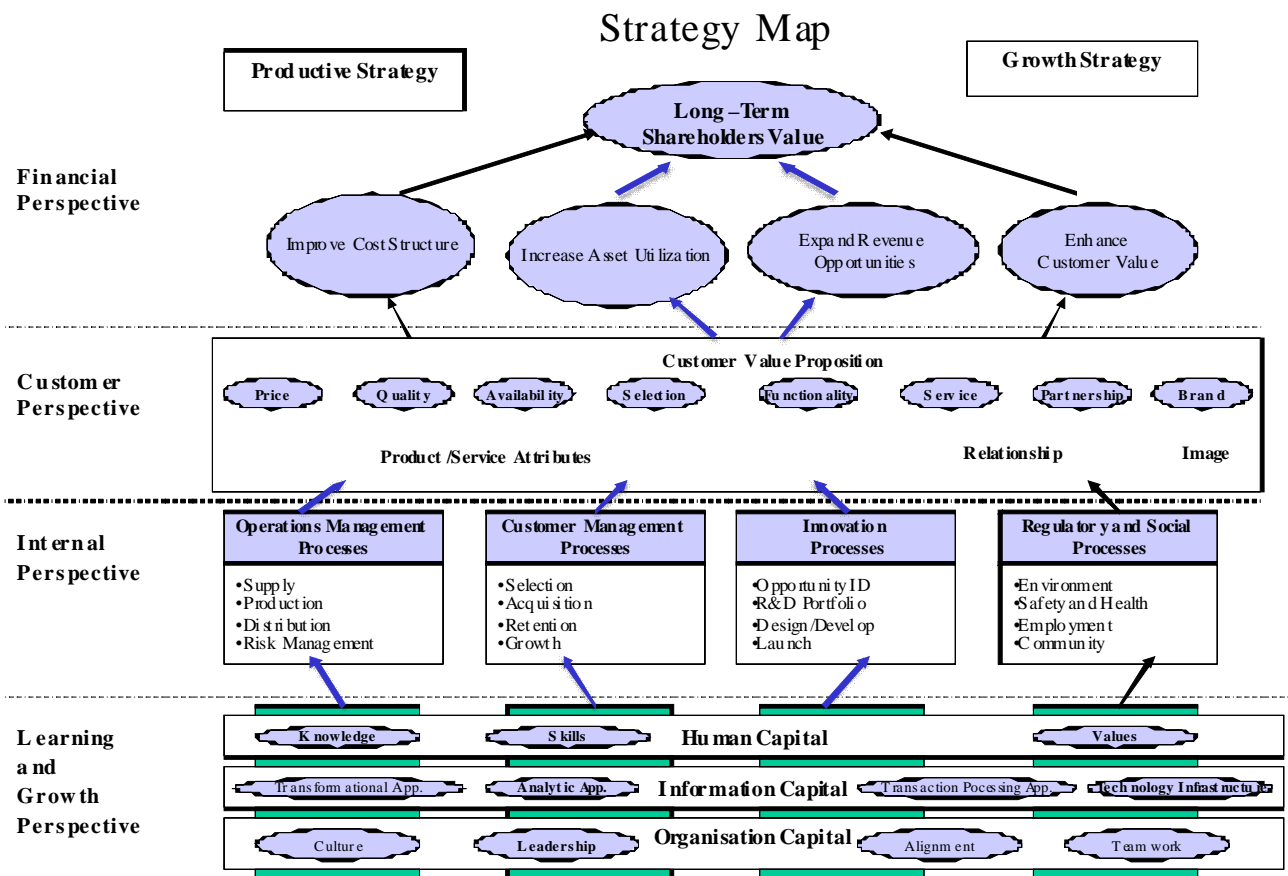 Strategy Map
Productive Strategy
Growth Strategy
Long –Term
Shareholders Value
Financial
Perspective
Improve Cost Structure
Increase Asset Utilization
Expand Revenue
Opportunities
Enhance
Customer Value
Customer
Perspective
Customer Value Proposition
Price
Quality
Availability
Selection
Functionality
Service
Partnership
Brand
Product /Service Attributes
Relationship
Image
Internal
Perspective
Operations Management
Processes
•Supply
•Production
•Distribution
•Risk Management
Customer Management
Processes
•Selection
•Acquisition
•Retention
•Growth
Innovation
Processes
•Opportunity ID
•R&D Portfolio
•Design/Develop
•Launch
Regulatory and Social
Processes
•Environment
•Safety and Health
•Employment
•Community
Learning
and
Growth
Perspective
Knowledge
Skills
Human Capital
Values
Transformational App.
Analytic App.
Information Capital
Transaction Pocessing App.
Technology Infrastructure
Culture
Leadership
Organisation Capital
Alignment
Team work